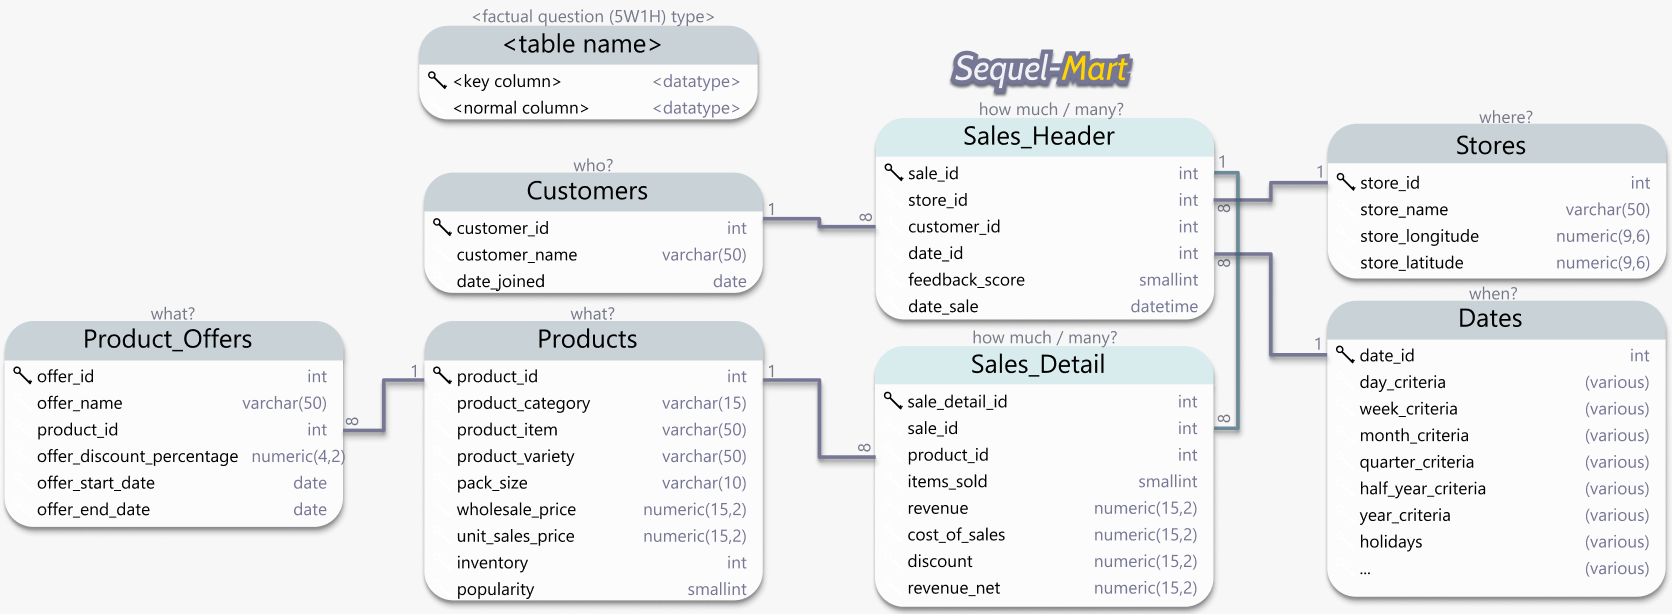 <factual question (5W1H) type>
<table name>
<key column> <datatype>
<normal column> <datatype>
Sequel-Mart
how much / many?
Sales_Header
sale_id int
store_id int
customer_id int
date_id int
feedback_score smallint
date_sale datetime
where?
Stores
store_id int
store_name varchar(50)
store_longitude numeric(9,6)
store_latitude numeric(9,6)
who?
Customers
customer_id int
customer_name varchar(50)
date_joined date
when?
Dates
date_id int
day_criteria (various)
week_criteria (various)
month_criteria (various)
quarter_criteria (various)
half_year_criteria (various)
year_criteria (various)
holidays (various)
... (various)
what?
Product_Offers
offer_id int
offer_name varchar(50)
product_id int
offer_discount_percentage numeric(4,2)
offer_start_date date
offer_end_date date
what?
Products
product_id int
product_category varchar(15)
product_item varchar(50)
product_variety varchar(50)
pack_size varchar(10)
wholesale_price numeric(15,2)
unit_sales_price numeric(15,2)
inventory int
popularity smallint
how much / many?
Sales_Detail
sale_detail_id int
sale_id int
product_id int
items_sold smallint
revenue numeric(15,2)
cost_of_sales numeric(15,2)
discount numeric(15,2)
revenue_net numeric(15,2)
1
∞
1
∞
1
∞
1
∞
1
∞
1
∞